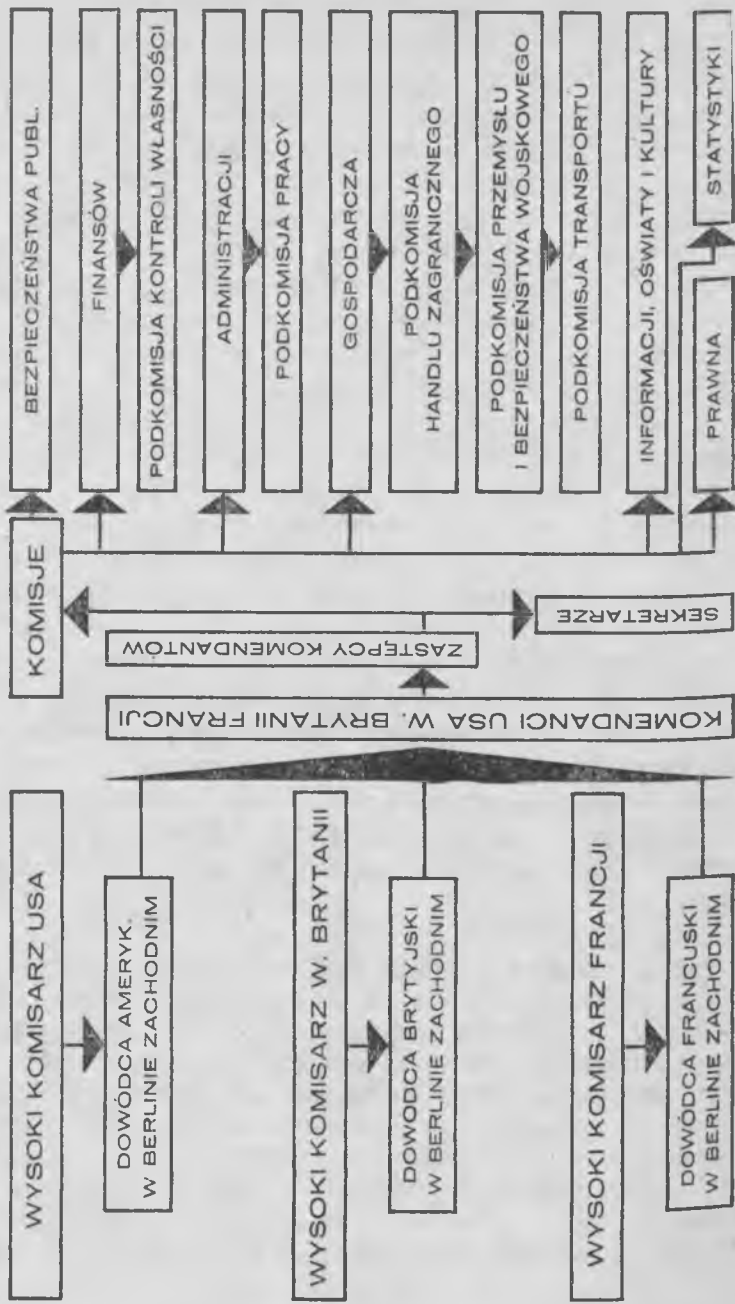 WYSOKI KOMISARZ USA
DOWÓDCA AMERYK.
W BERLINIE ZACHODNIM
WYSOKI KOMISARZ W. BRYTANII
DOWÓDCA BRYTYJSKI
W BERLINIE ZACHODNIM
WYSOKI KOMISARZ FRANCJI
DOWÓDCA FRANCUSKI
W BERLINIE ZACHODNIM
KOMENDANCI USA W. BRYTANII FRANCJI
ZASTĘPCY KOMENDANTÓW
KOMISJE
SEKRETARZE
BEZPIECZEŃSTWA PUBL.
FINANSÓW
PODKOMISJA KONTROLI WŁASNOŚCI
ADMINISTRACJI
PODKOMISJA PRACY
GOSPODARCZA
PODKOMISJA
HANDLU ZAGRANICZNEGO
PODKOMISJA PRZEMYSŁU
I BEZPIECZEŃSTWA WOJSKOWEGO
PODKOMISJA TRANSPORTU
INFORMACJI, OŚWIATY I KULTURY
PRAWNA
STATYSTYKI